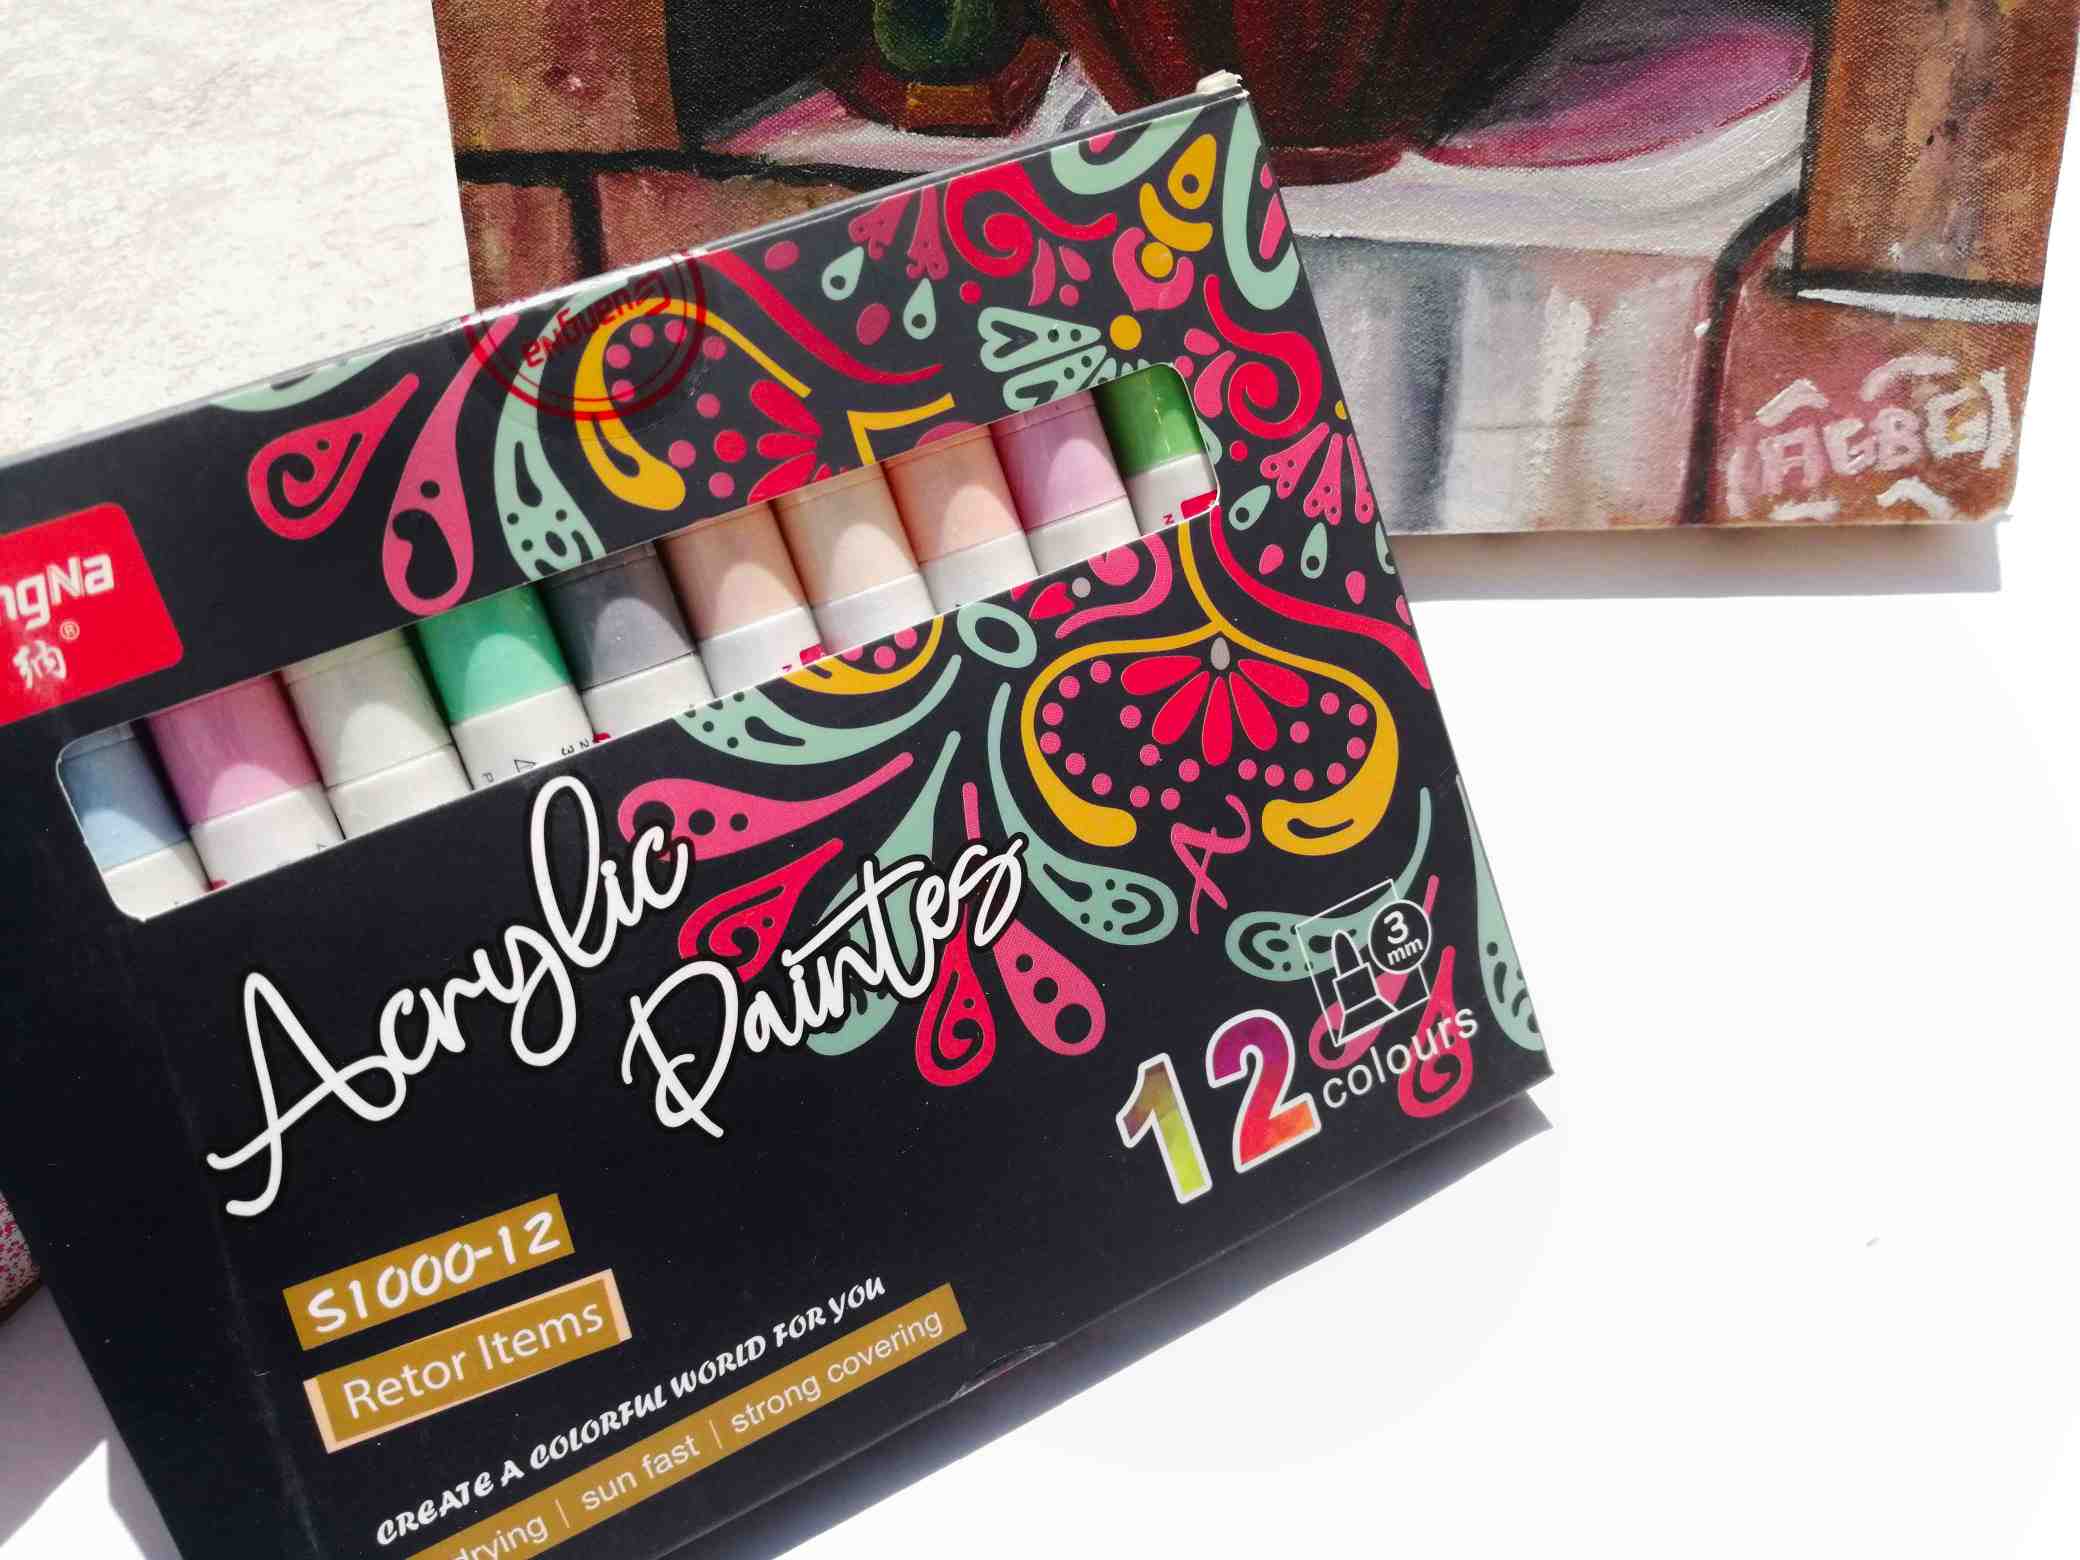 AGBG
ngNa
纳®
Acrylic
Paintes
3
mm
12
colours
S1000-12
Retor Items
CREATE A COLORFUL WORLD FOR YOU
drying | sun fast | strong covering